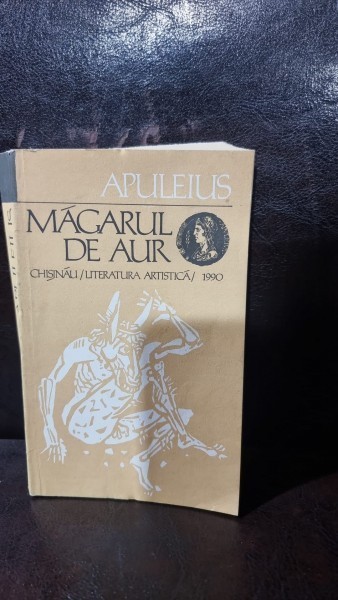 APULEIUS
MĂGARUL
DE AUR
CHIȘINĂU/LITERATURA ARTISTICĂ/ 1990